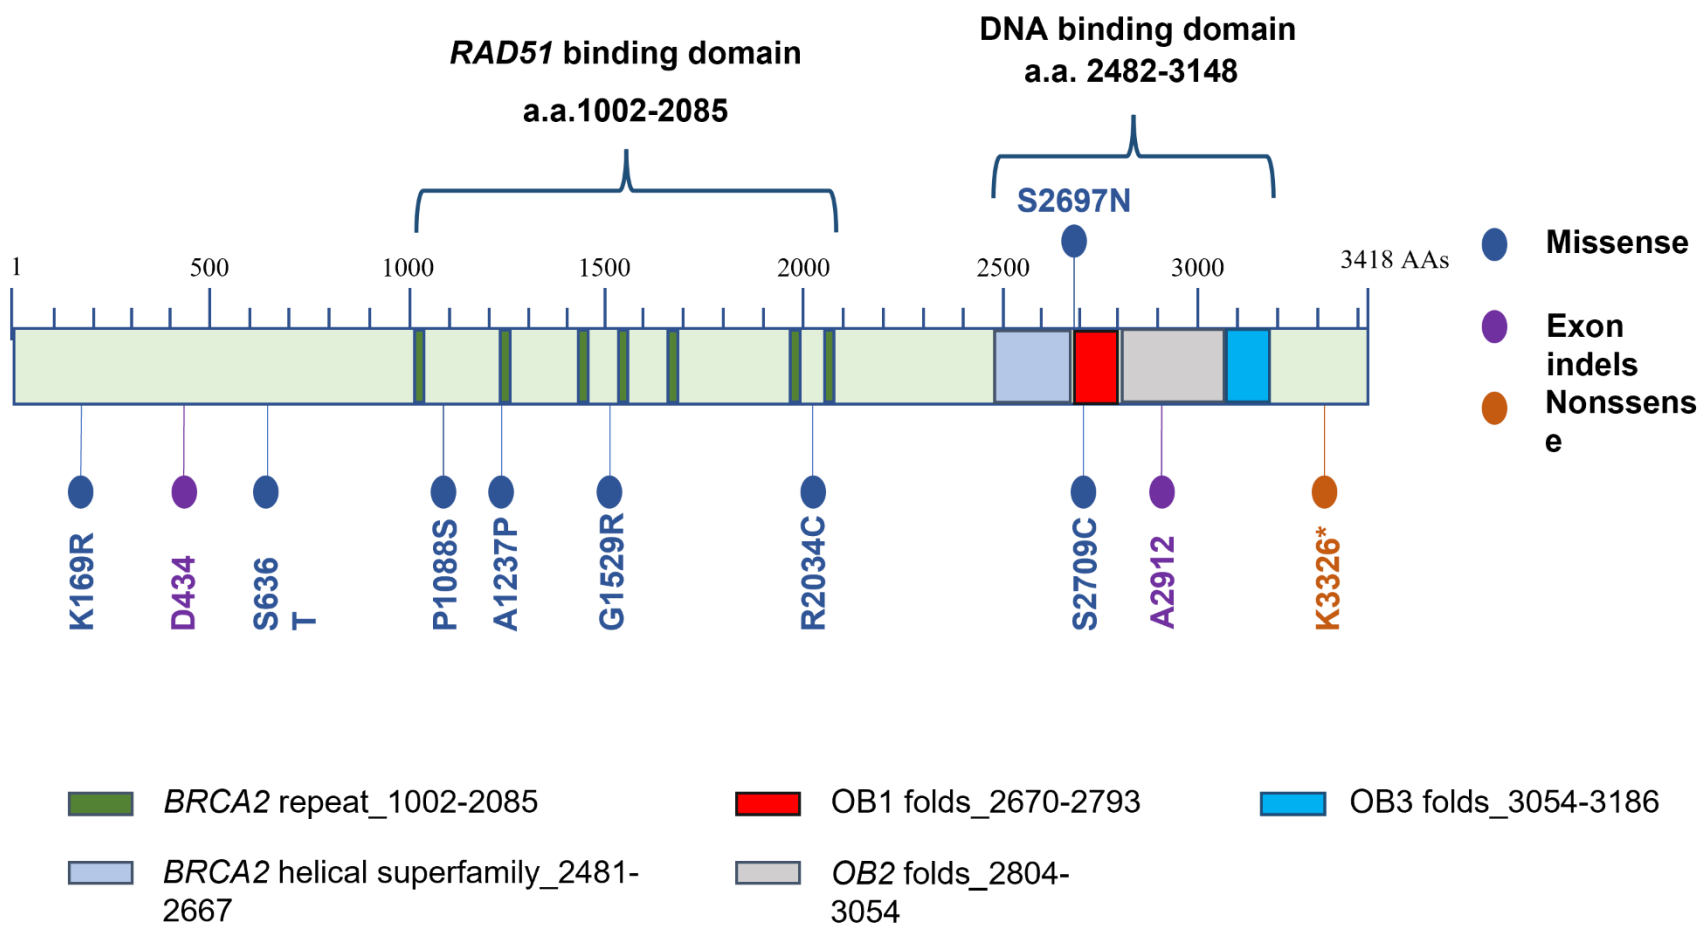 RAD51 binding domain
a.a.1002-2085
DNA binding domain
a.a. 2482-3148
S2697N
1
500
1000
1500
2000
2500
3000
3418 AAs
Missense
Exon
indels
Nonssens
e
K169R
D434
S636
T
P1088S
A1237P
G1529R
R2034C
S2709C
A2912
K3326*
BRCA2 repeat_1002-2085
OB1 folds_2670-2793
OB3 folds_3054-3186
BRCA2 helical superfamily_2481-
2667
OB2 folds_2804-
3054